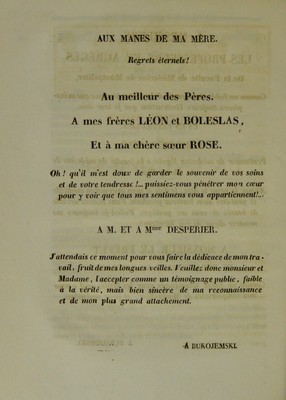 AUX MANES DE MA MÈRE.
Regrets éternels!
Au meilleur des Pères.
A mes frères LÉON et BOLESLAS,
Et à ma chère sœur ROSE.
Oh! qu'il m'est doux de garder le souvenir de vos soins
et de votre tendresse!... puissiez-vous pénétrer mon cœur
pour y voir que tous mes sentimens vous appartiennent!..
A M. ET A Mme DESPERIER.
J'attendais ce moment pour vous faire la dédicace de mon tra-
vail, fruit de mes longues veilles. Veuillez donc monsieur et
Madame, l'accepter comme un témoignage public, faible
à la vérité, mais bien sincère de ma reconnaissance
et de mon plus grand attachement.
A BUKOJEMSKI.